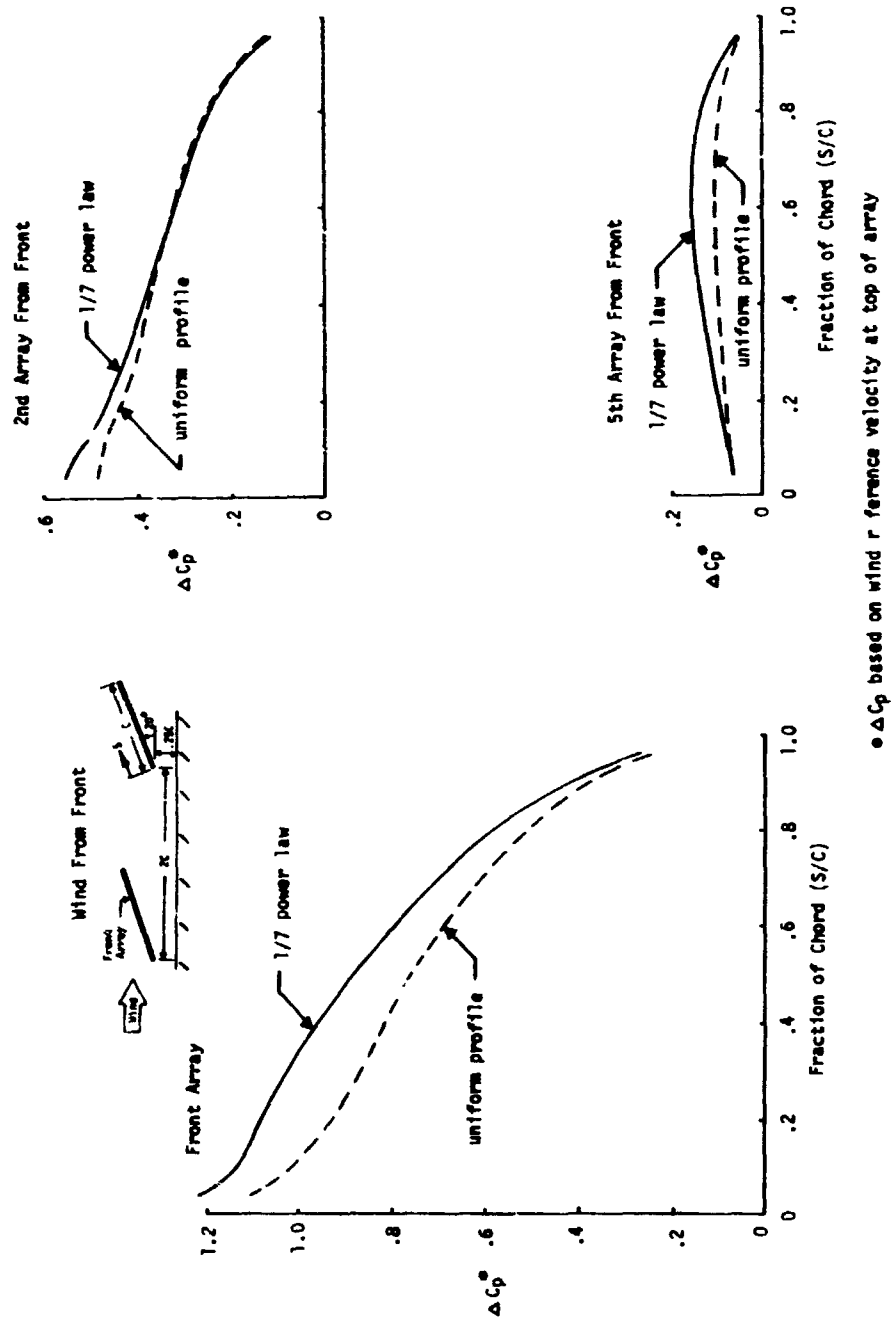 Wind From Front
Wind
Front
Array
2C
S
C
20°
.25C
Front Array
1.2
1.0
.8
.6
.4
.2
0
ΔCp*
1/7 power law
uniform profile
0
.2
.4
.6
.8
1.0
Fraction of Chord (S/C)
2nd Array From Front
.6
.4
.2
0
ΔCp*
1/7 power law
uniform profile
5th Array From Front
1/7 power law
uniform profile
.2
0
ΔCp*
0
.2
.4
.6
.8
1.0
Fraction of Chord (S/C)
• ΔCp based on wind r ference velocity at top of array